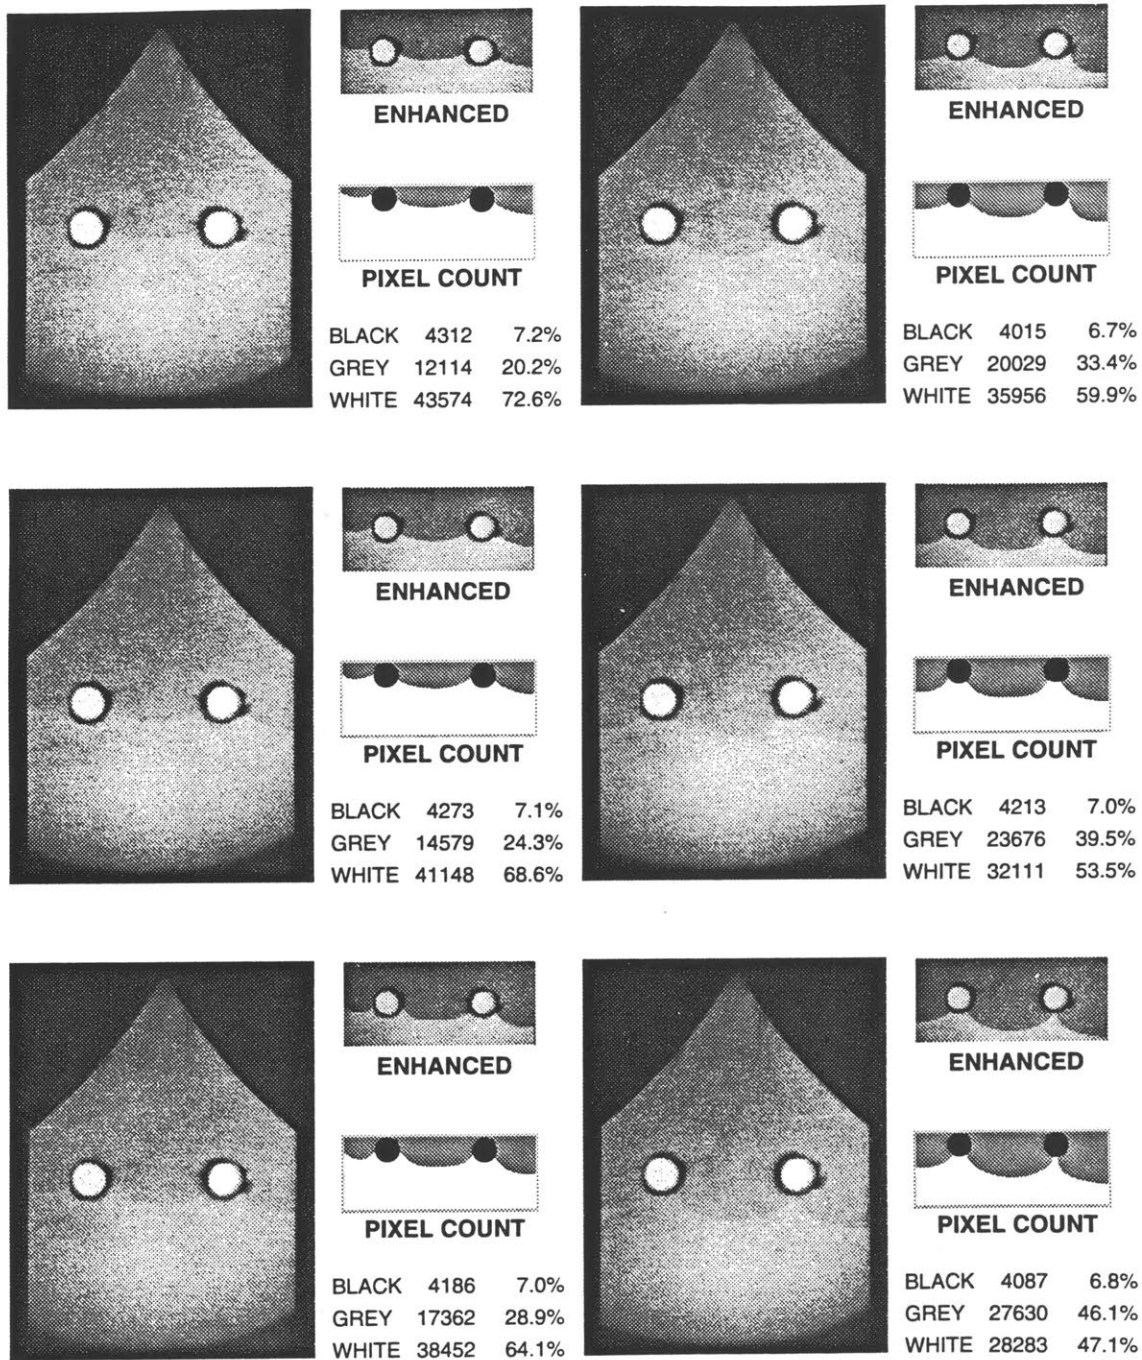 ENHANCED
PIXEL COUNT
BLACK 4312 7.2%
GREY 12114 20.2%
WHITE 43574 72.6%
ENHANCED
PIXEL COUNT
BLACK 4015 6.7%
GREY 20029 33.4%
WHITE 35956 59.9%
ENHANCED
PIXEL COUNT
BLACK 4273 7.1%
GREY 14579 24.3%
WHITE 41148 68.6%
ENHANCED
PIXEL COUNT
BLACK 4213 7.0%
GREY 23676 39.5%
WHITE 32111 53.5%
ENHANCED
PIXEL COUNT
BLACK 4186 7.0%
GREY 17362 28.9%
WHITE 38452 64.1%
ENHANCED
PIXEL COUNT
BLACK 4087 6.8%
GREY 27630 46.1%
WHITE 28283 47.1%